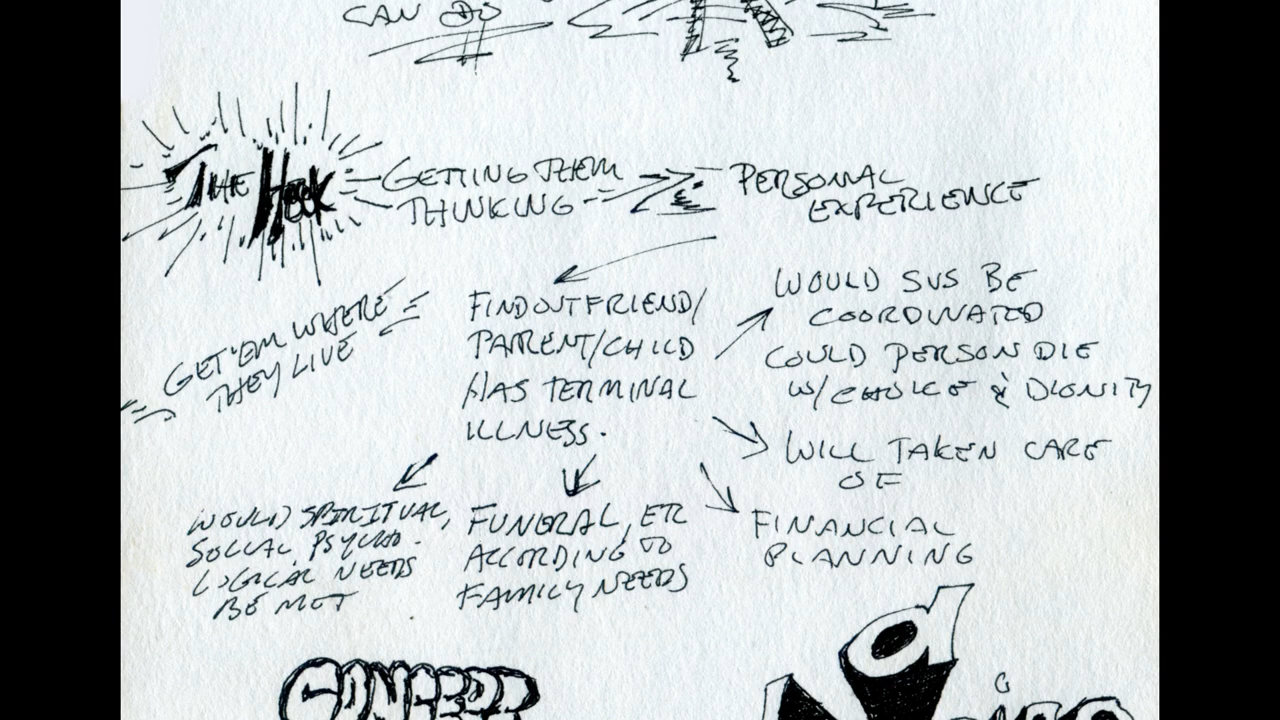 CAN DO
THE HOOK
GETTING THEM
THINKING
PERSONAL
EXPERIENCE
GET 'EM WHERE
THEY LIVE
FIND OUT FRIEND/
PARENT/CHILD
HAS TERMINAL
ILLNESS.
WOULD SVS BE
COORDINATED
COULD PERSON DIE
W/CHOICE & DIGNITY
WILL TAKEN CARE
OF
FINANCIAL
PLANNING
FUNERAL, ETC
ACCORDING TO
FAMILY NEEDS
WOULD SPIRITUAL,
SOCIAL, PSYCHO-
LOGICAL NEEDS
BE MET